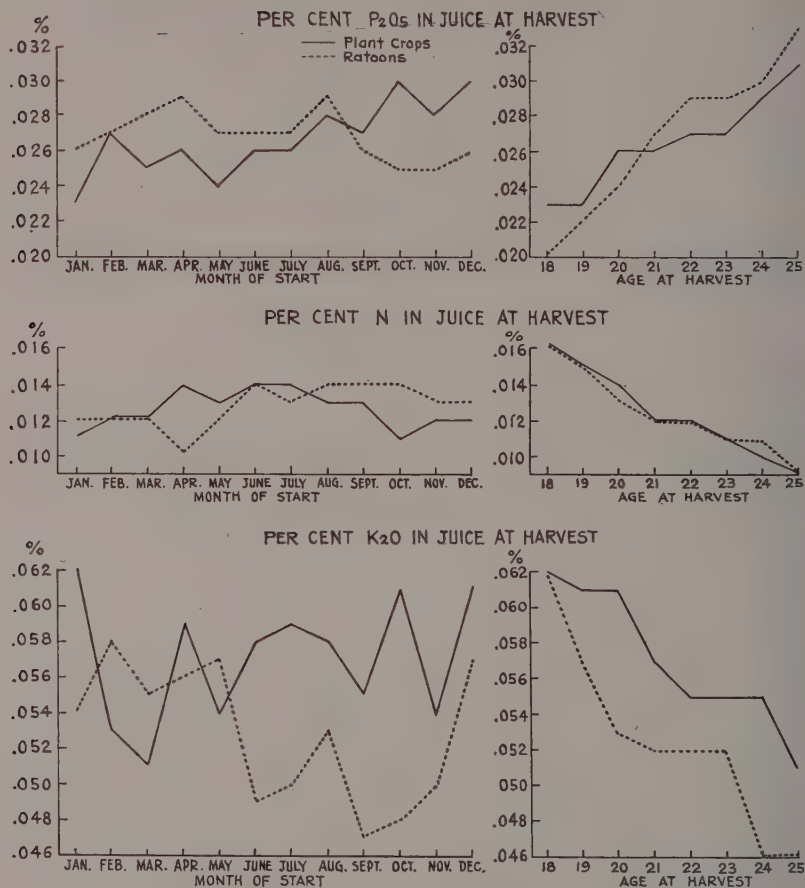 PER CENT P2O5 IN JUICE AT HARVEST
%
.032
.030
.028
.026
.024
.022
.020
Plant Crops
Ratoons
JAN. FEB. MAR. APR. MAY JUNE JULY AUG. SEPT. OCT. NOV. DEC.
MONTH OF START
%
.032
.030
.028
.026
.024
.022
.020
18 19 20 21 22 23 24 25
AGE AT HARVEST
PER CENT N IN JUICE AT HARVEST
%
.016
.014
.012
.010
JAN. FEB. MAR. APR. MAY JUNE JULY AUG. SEPT. OCT. NOV. DEC.
MONTH OF START
%
.016
.012
.010
18 19 20 21 22 23 24 25
AGE AT HARVEST
PER CENT K2O IN JUICE AT HARVEST
%
.062
.060
.058
.056
.054
.052
.050
.048
.046
JAN. FEB. MAR. APR. MAY JUNE JULY AUG. SEPT. OCT. NOV. DEC.
MONTH OF START
%
.062
.060
.058
.056
.054
.052
.050
.048
.046
18 19 20 21 22 23 24 25
AGE AT HARVEST